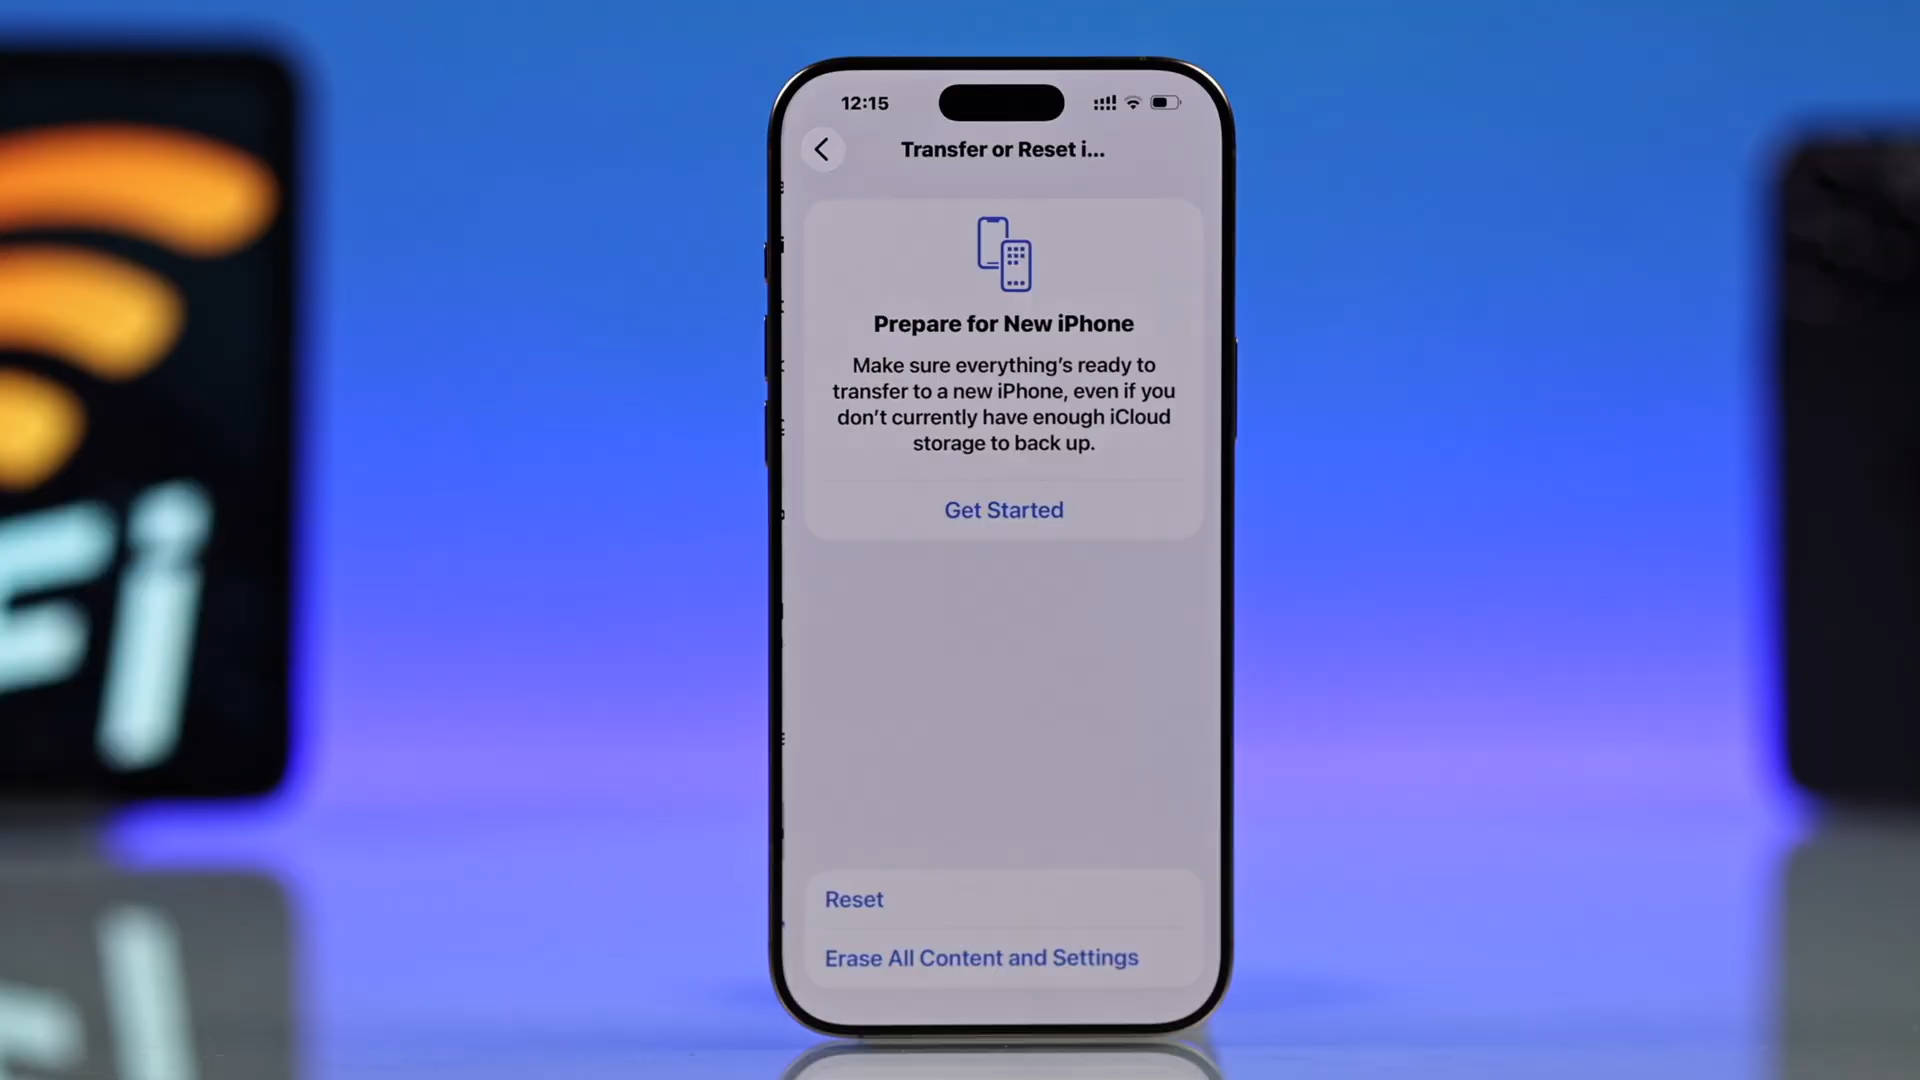 12:15
Transfer or Reset i...
Prepare for New iPhone
Make sure everything's ready to
transfer to a new iPhone, even if you
don't currently have enough iCloud
storage to back up.
Get Started
Reset
Erase All Content and Settings
Fi